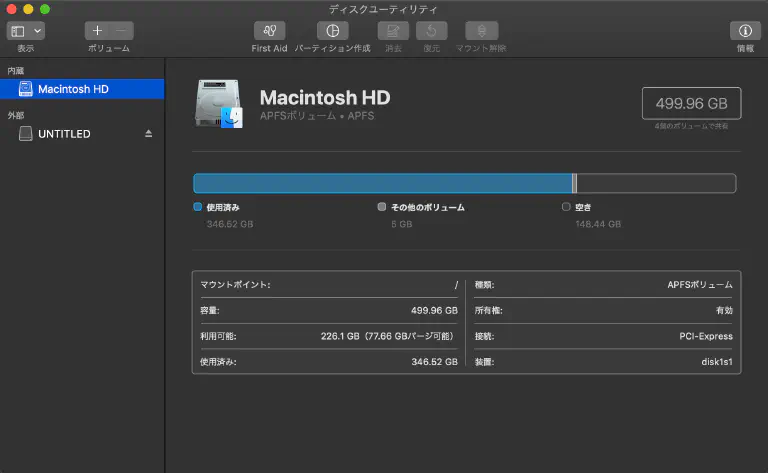 ディスクユーティリティ
表示
ボリューム
First Aid
パーティション作成
消去
復元
マウント解除
情報
内蔵
Macintosh HD
外部
UNTITLED
Macintosh HD
APFSボリューム • APFS
499.96 GB
4個のボリュームで共有
使用済み
346.52 GB
その他のボリューム
5 GB
空き
148.44 GB
マウントポイント: /
容量: 499.96 GB
利用可能: 226.1 GB（77.66 GBパージ可能）
使用済み: 346.52 GB
種類: APFSボリューム
所有権: 有効
接続: PCI-Express
装置: disk1s1